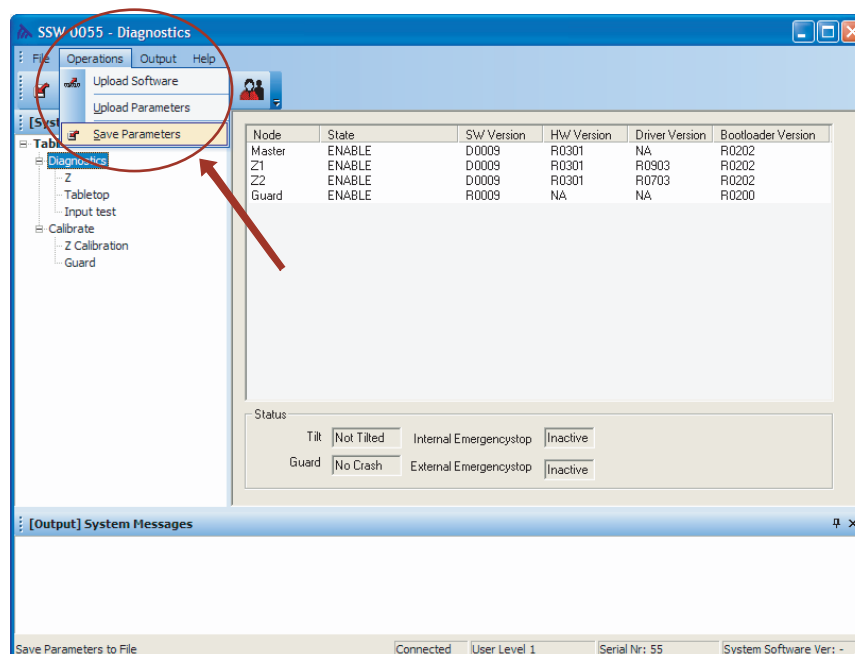 SSW 0055 - Diagnostics
File Operations Output Help
Upload Software
Upload Parameters
Save Parameters
[Syst
Tabl
Diagnostics
Z
Tabletop
Input test
Calibrate
Z Calibration
Guard
Node State SW Version HW Version Driver Version Bootloader Version
Master ENABLE D0009 R0301 NA R0202
Z1 ENABLE D0009 R0301 R0903 R0202
Z2 ENABLE D0009 R0301 R0703 R0202
Guard ENABLE R0009 NA NA R0200
Status
Tilt Not Tilted Internal Emergencystop Inactive
Guard No Crash External Emergencystop Inactive
[Output] System Messages
Save Parameters to File Connected User Level 1 Serial Nr: 55 System Software Ver: -